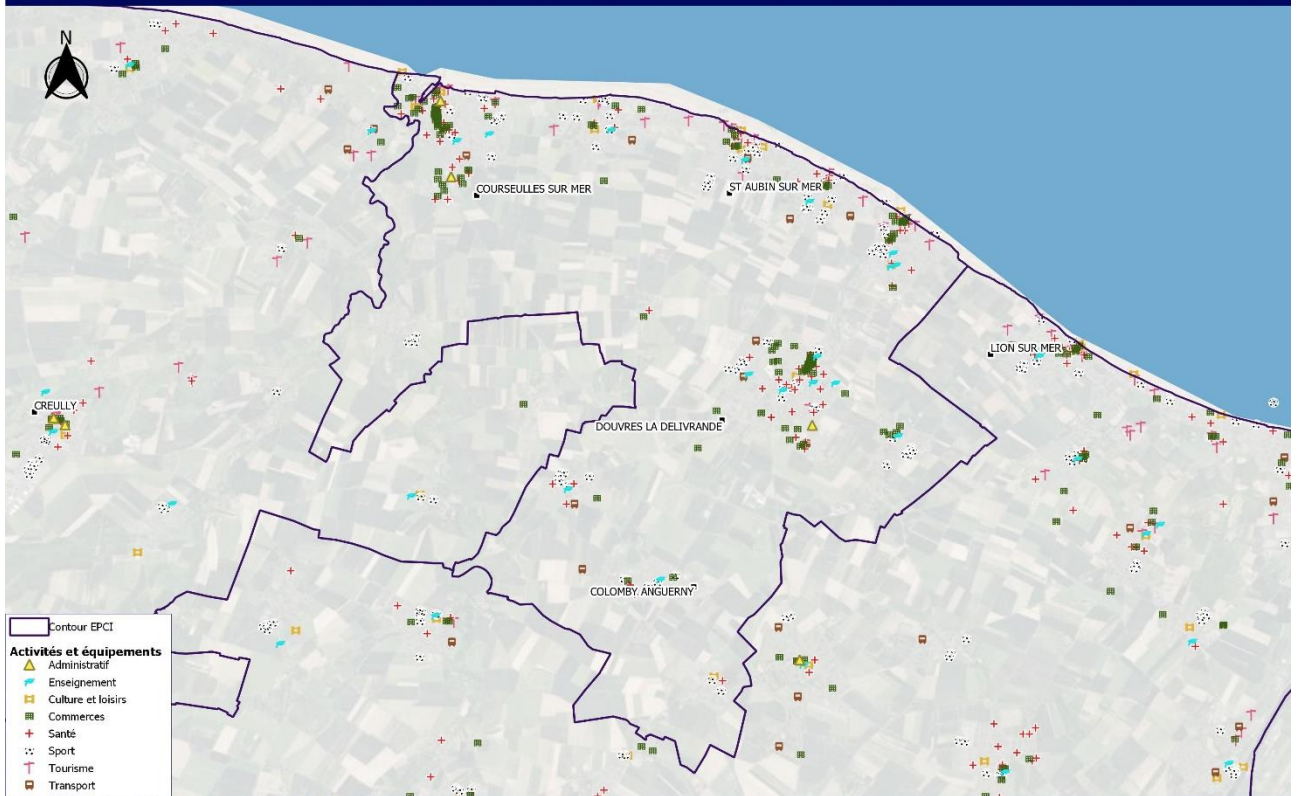 N
COURSEULLES SUR MER
ST AUBIN SUR MER
LION SUR MER
CREULLY
DOUVRES LA DELIVRANDE
COLOMBY ANGUERNY
Contour EPCI
Activités et équipements
Administratif
Enseignement
Culture et loisirs
Commerces
Santé
Sport
Tourisme
Transport